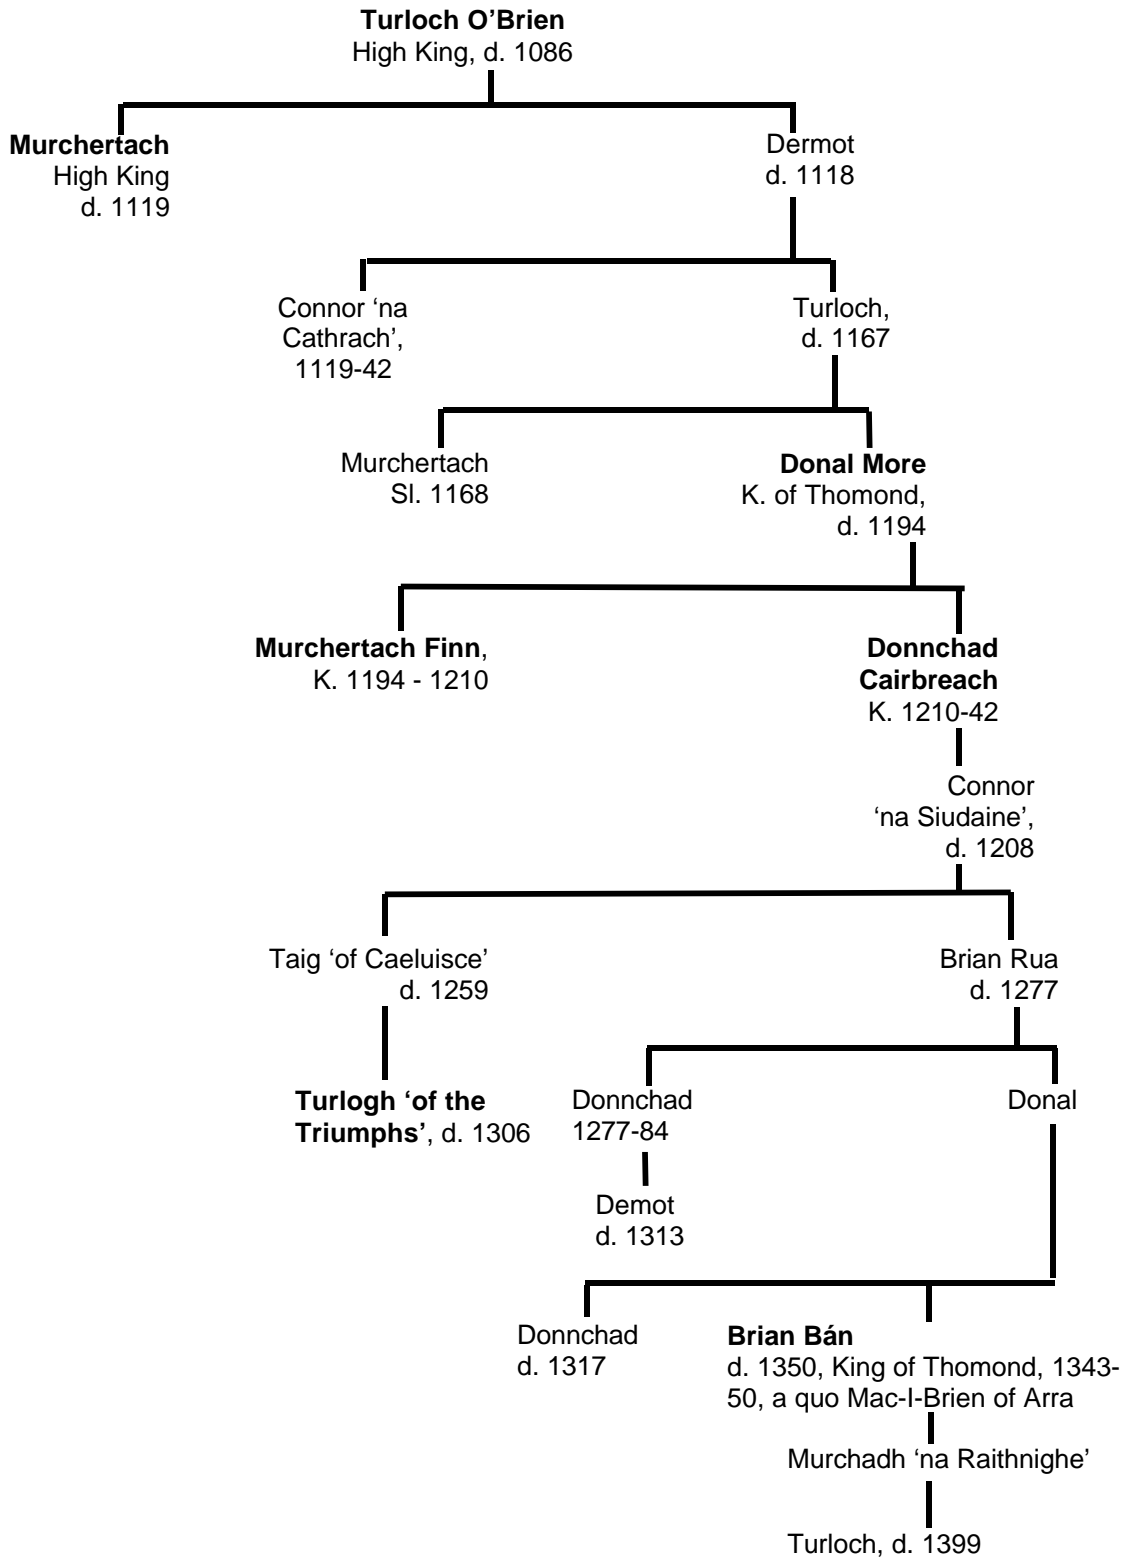 Turloch O’Brien
High King, d. 1086
Murchertach
High King
d. 1119
Dermot
d. 1118
Connor ‘na
Cathrach’,
1119-42
Turloch,
d. 1167
Murchertach
Sl. 1168
Donal More
K. of Thomond,
d. 1194
Murchertach Finn,
K. 1194 - 1210
Donnchad
Cairbreach
K. 1210-42
Connor
‘na Siudaine’,
d. 1208
Taig ‘of Caeluisce’
d. 1259
Brian Rua
d. 1277
Turlogh ‘of the
Triumphs’, d. 1306
Donnchad
1277-84
Donal
Demot
d. 1313
Donnchad
d. 1317
Brian Bán
d. 1350, King of Thomond, 1343-
50, a quo Mac-I-Brien of Arra
Murchadh ‘na Raithnighe’
Turloch, d. 1399